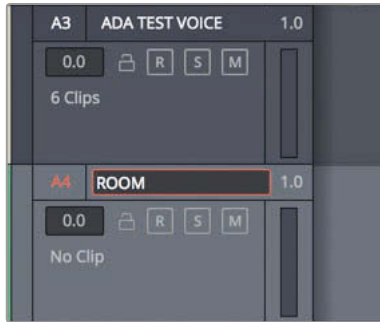 A3 ADA TEST VOICE 1.0
0.0 R S M
6 Clips
A4 ROOM 1.0
0.0 R S M
No Clip